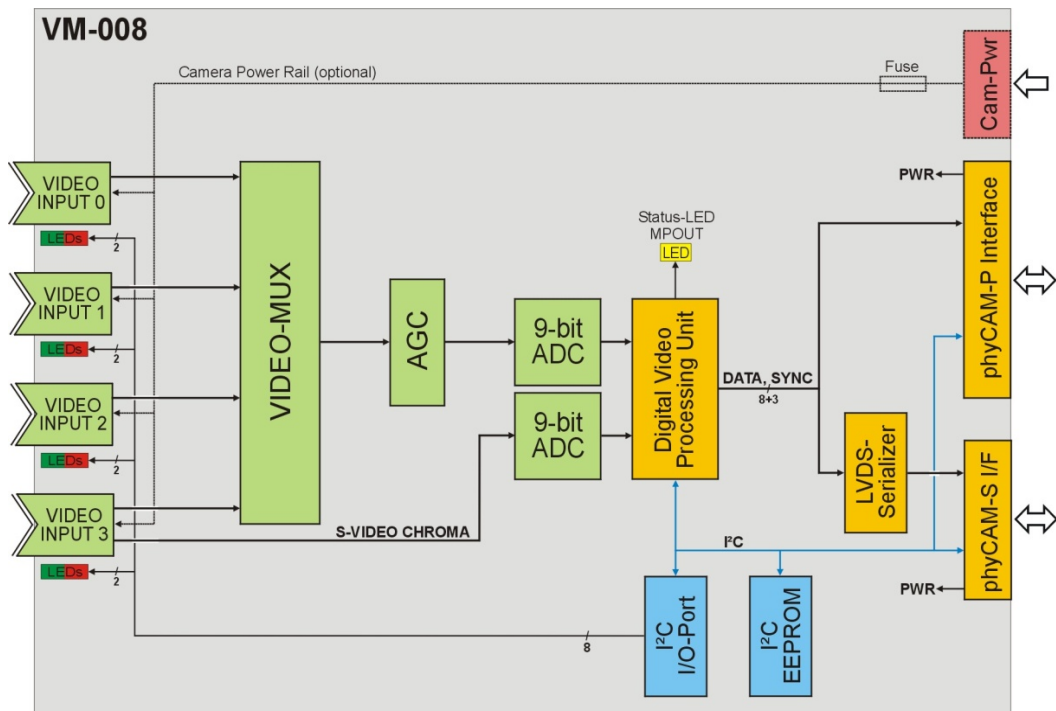 VM-008
Camera Power Rail (optional)
Fuse
Cam-Pwr
VIDEO
INPUT 0
LEDs
2
VIDEO
INPUT 1
LEDs
2
VIDEO
INPUT 2
LEDs
2
VIDEO
INPUT 3
LEDs
2
VIDEO-MUX
AGC
9-bit
ADC
9-bit
ADC
S-VIDEO CHROMA
Status-LED
MPOUT
LED
Digital Video
Processing Unit
DATA, SYNC
8+3
PWR
phyCAM-P Interface
LVDS-
Serializer
phyCAM-S I/F
PWR
I²C
I²C
I/O-Port
I²C
EEPROM
8